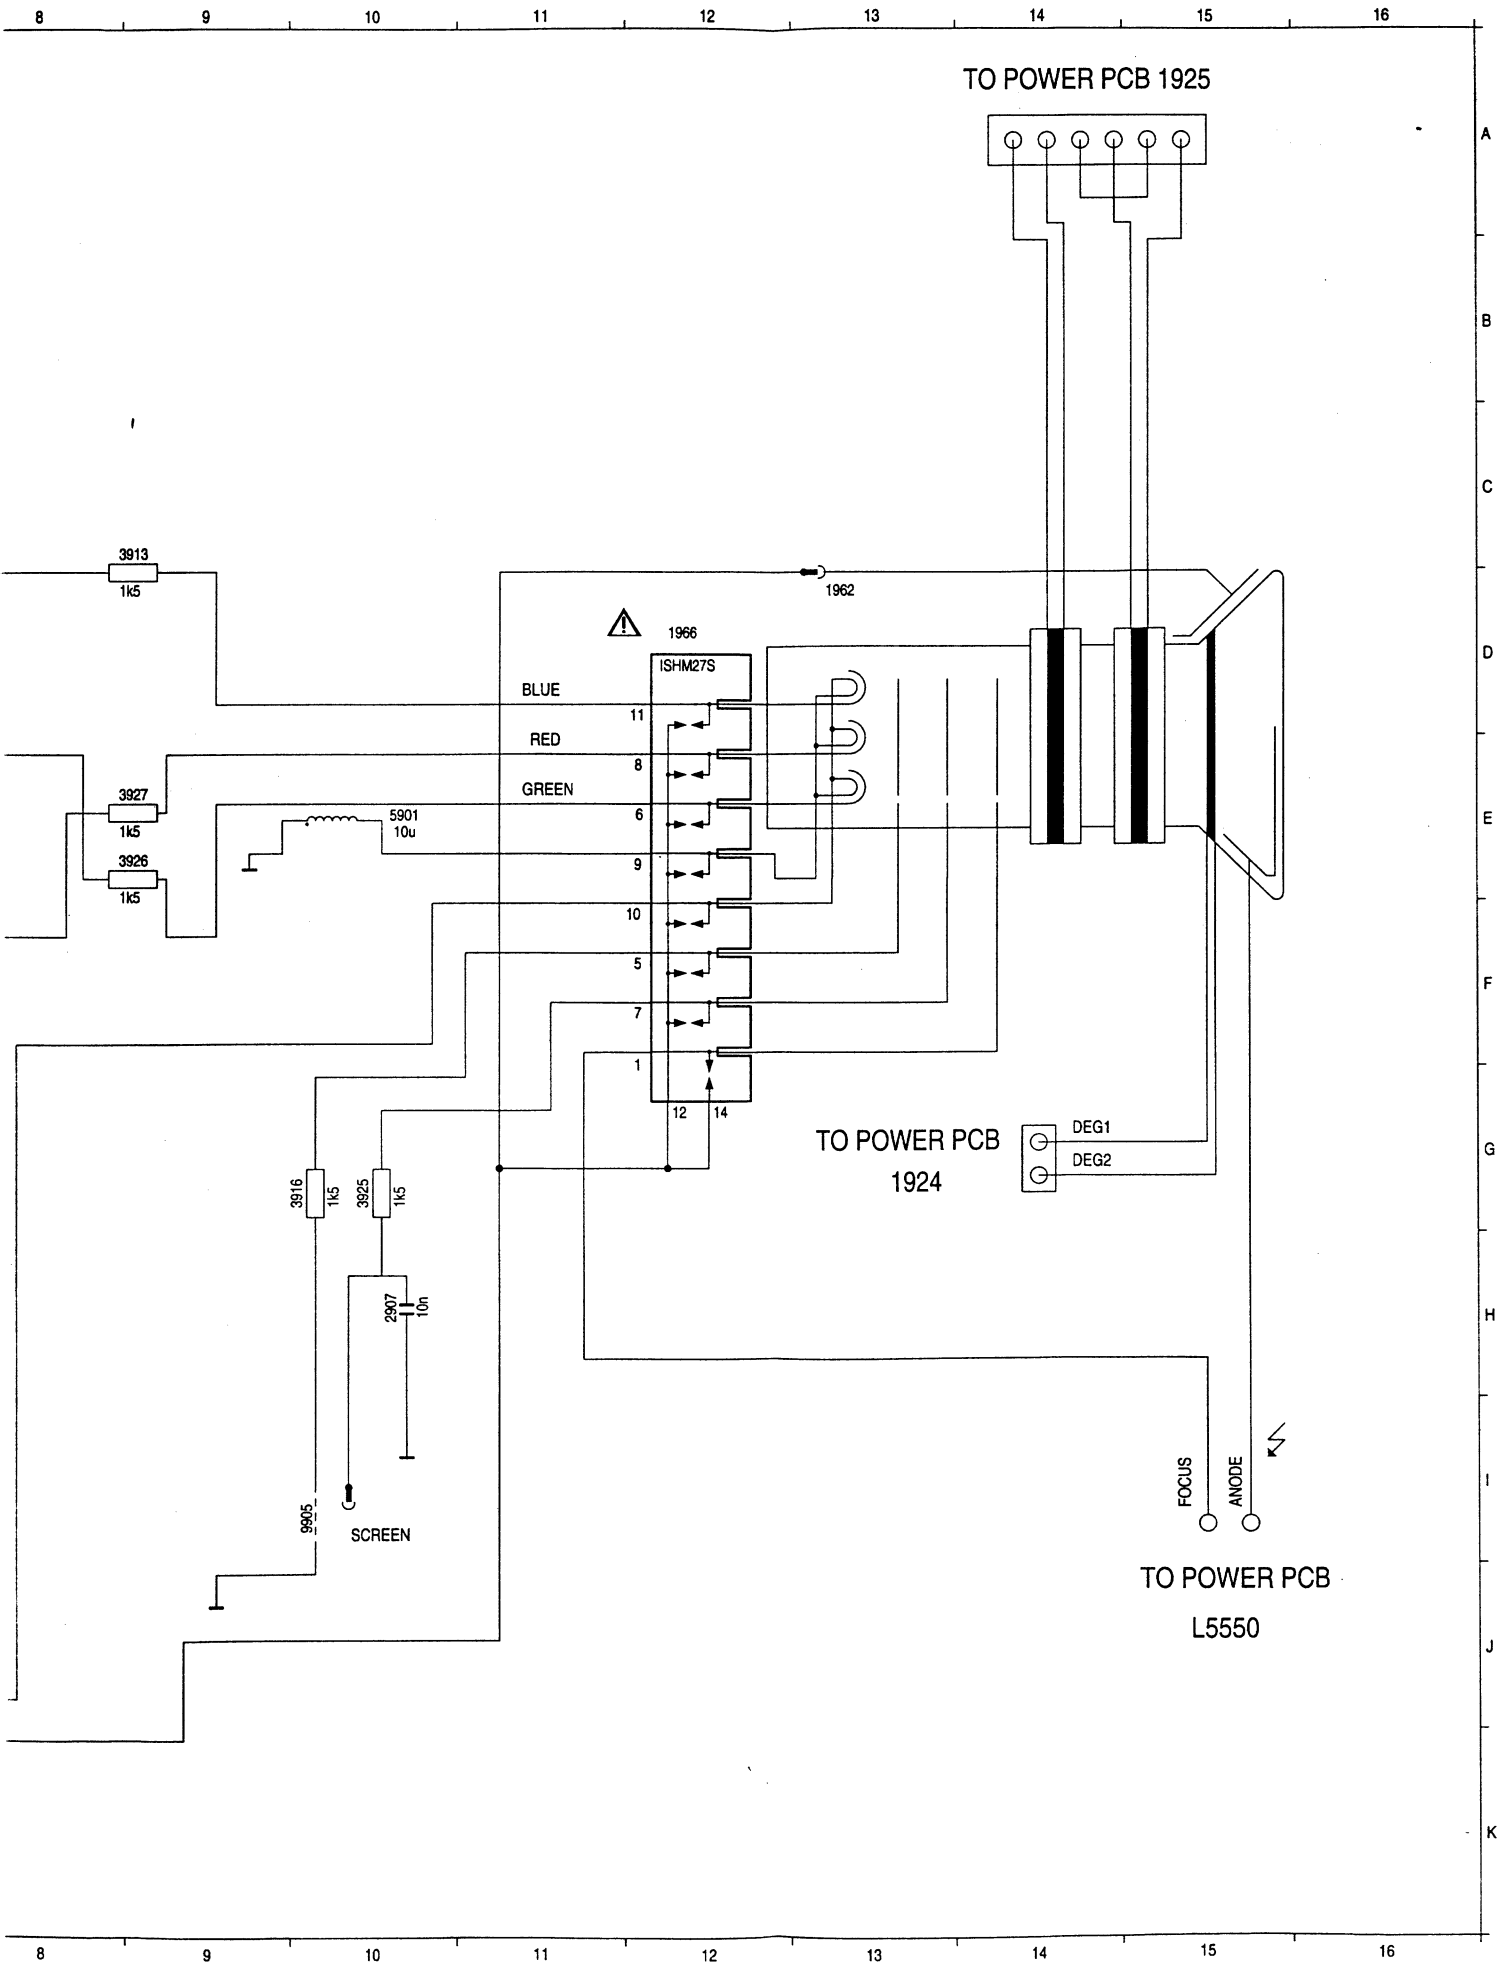 8 9 10 11 12 13 14 15 16
TO POWER PCB 1925
A
B
C
3913
1k5
1962
1966
ISHM27S
D
BLUE
11
RED
8
3927
1k5
GREEN
6
5901
10u
E
3926
1k5
9
10
5
F
7
1
12 14
TO POWER PCB
1924
DEG1
DEG2
G
3916
1k5
3925
1k5
2907
10n
H
FOCUS
ANODE
I
9905
SCREEN
TO POWER PCB
L5550
J
K
8 9 10 11 12 13 14 15 16